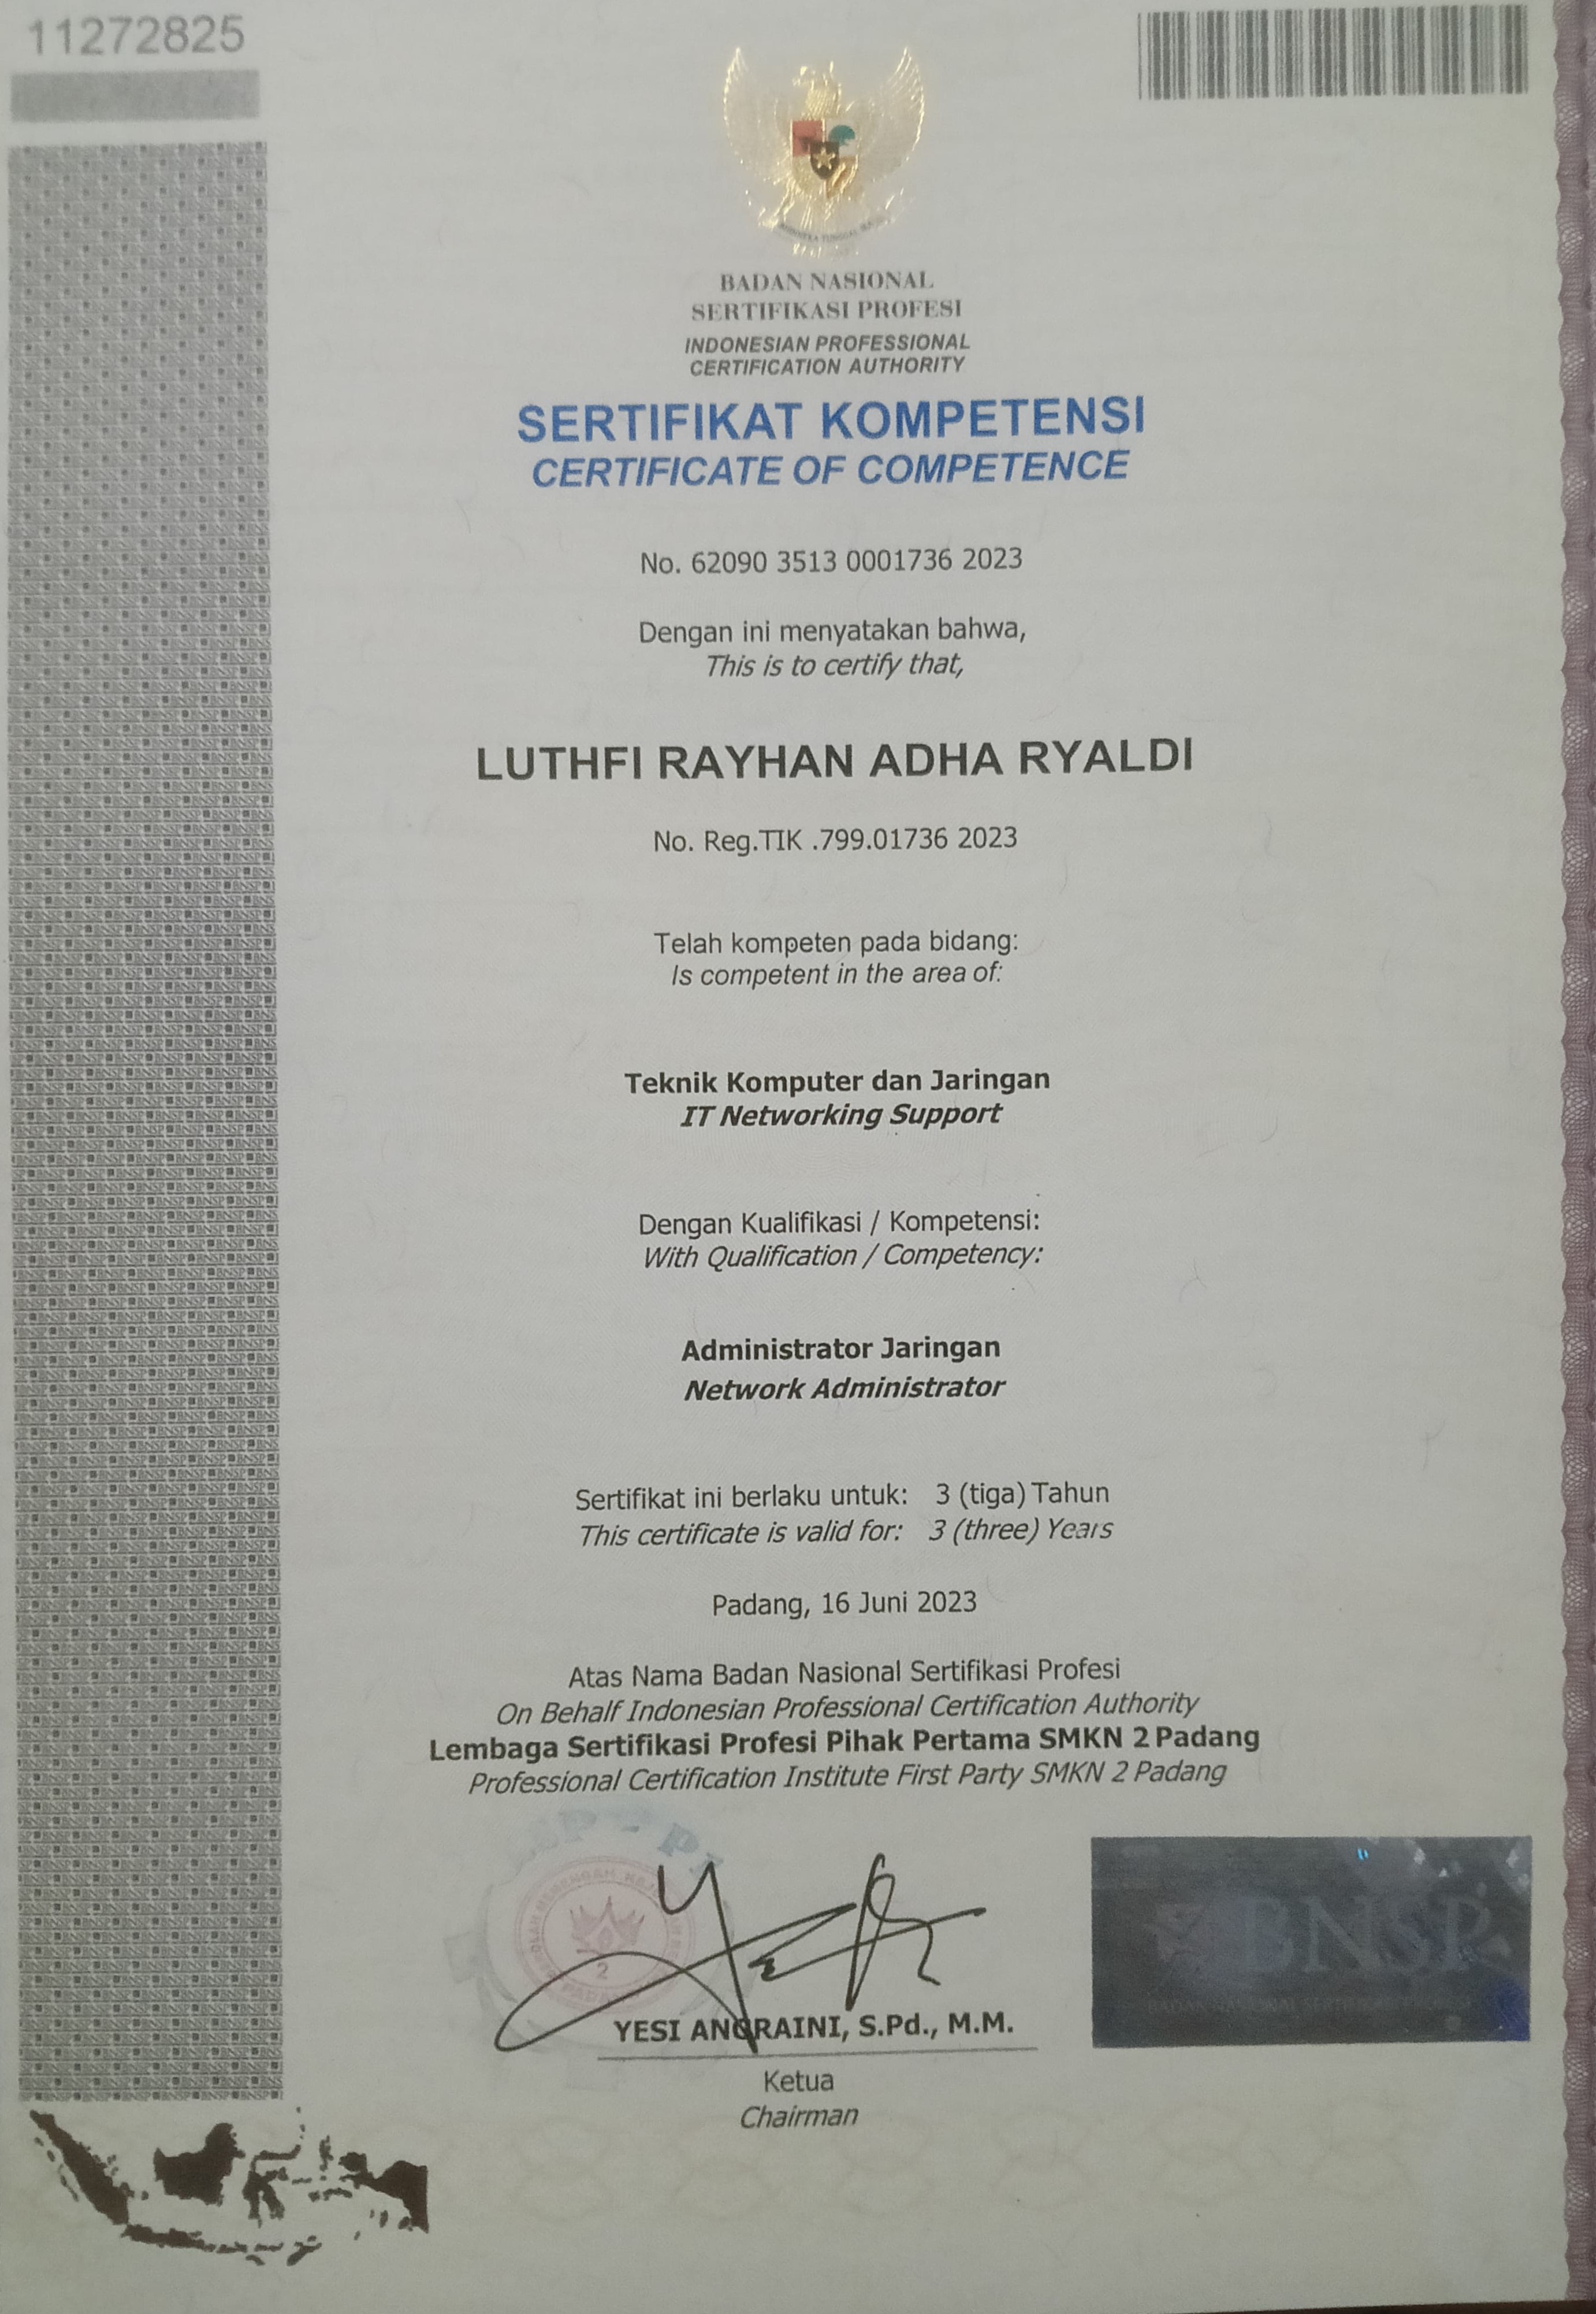 11272825
BADAN NASIONAL
SERTIFIKASI PROFESI
INDONESIAN PROFESSIONAL
CERTIFICATION AUTHORITY
SERTIFIKAT KOMPETENSI
CERTIFICATE OF COMPETENCE
No. 62090 3513 0001736 2023
Dengan ini menyatakan bahwa,
This is to certify that,
LUTHFI RAYHAN ADHA RYALDI
No. Reg.TIK .799.01736 2023
Telah kompeten pada bidang:
Is competent in the area of:
Teknik Komputer dan Jaringan
IT Networking Support
Dengan Kualifikasi / Kompetensi:
With Qualification / Competency:
Administrator Jaringan
Network Administrator
Sertifikat ini berlaku untuk: 3 (tiga) Tahun
This certificate is valid for: 3 (three) Years
Padang, 16 Juni 2023
Atas Nama Badan Nasional Sertifikasi Profesi
On Behalf Indonesian Professional Certification Authority
Lembaga Sertifikasi Profesi Pihak Pertama SMKN 2 Padang
Professional Certification Institute First Party SMKN 2 Padang
BNSP
BADAN NASIONAL SERTIFIKASI PROFESI
YESI ANGRAINI, S.Pd., M.M.
Ketua
Chairman